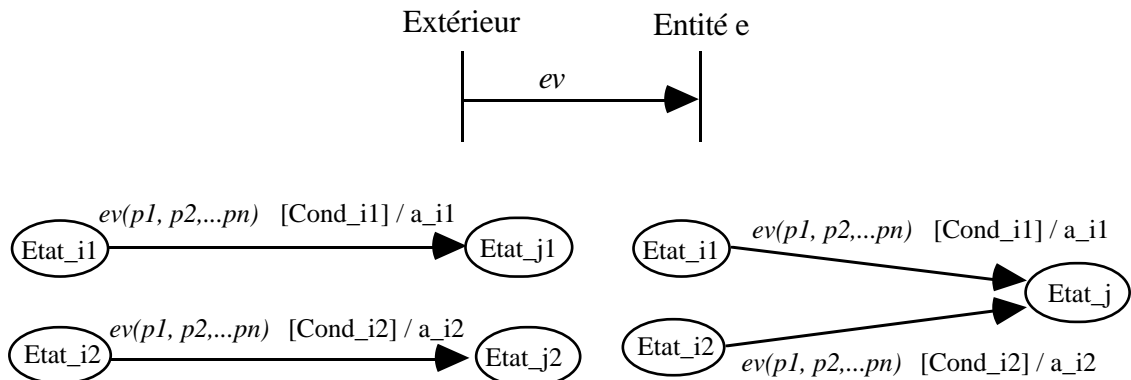 Extérieur Entité e
ev
ev(p1, p2,...pn) [Cond_i1] / a_i1
Etat_i1 Etat_j1
ev(p1, p2,...pn) [Cond_i2] / a_i2
Etat_i2 Etat_j2
Etat_i1 ev(p1, p2,...pn) [Cond_i1] / a_i1
Etat_j
Etat_i2
ev(p1, p2,...pn) [Cond_i2] / a_i2